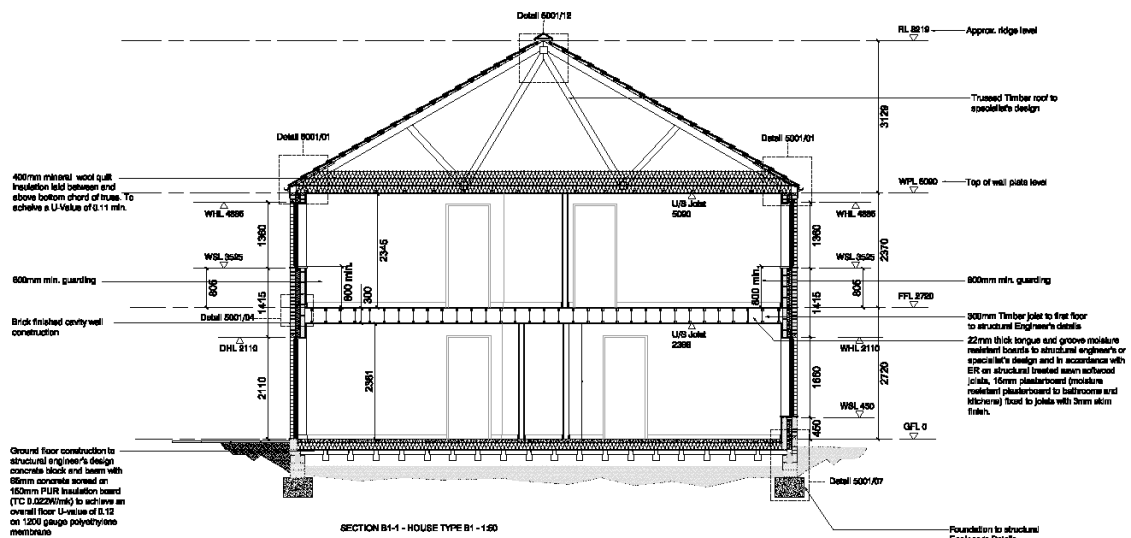 Detail 5001/12
RL 8219
Approx. ridge level
Trussed Timber roof to
specialist's design
3129
Detail 5001/01
Detail 5001/01
400mm mineral wool quilt
insulation laid between and
above bottom chord of truss. To
acheive a U-Value of 0.11 min.
WPL 5090
Top of wall plate level
U/S Joist
5090
WHL 4885
WHL 4885
1360
2345
1360
2370
WSL 3525
WSL 3525
800mm min. guarding
805
800 min.
300
800 min.
805
800mm min. guarding
1415
1415
FFL 2720
Detail 5001/04
Brick finished cavity wall
construction
300mm Timber joist to first floor
to structural Engineer's details
U/S Joist
2398
DHL 2110
WHL 2110
22mm thick tongue and groove moisture
resistant boards to structural engineer's or
specialist's design and in accordance with
ER on structural treated sawn softwood
joists, 15mm plasterboard (moisture
resistant plasterboard to bathrooms and
kitchens) fixed to joists with 3mm skim
finish.
2110
2361
1660
2720
WSL 450
450
GFL 0
Ground floor construction to
structural engineer's design
concrete block and beam with
65mm concrete screed on
150mm PUR insulation board
(TC 0.022W/mk) to achieve an
overall floor U-value of 0.12
on 1200 gauge polyethylene
membrane
Detail 5001/07
SECTION B1-1 - HOUSE TYPE B1 - 1:50
Foundation to structural